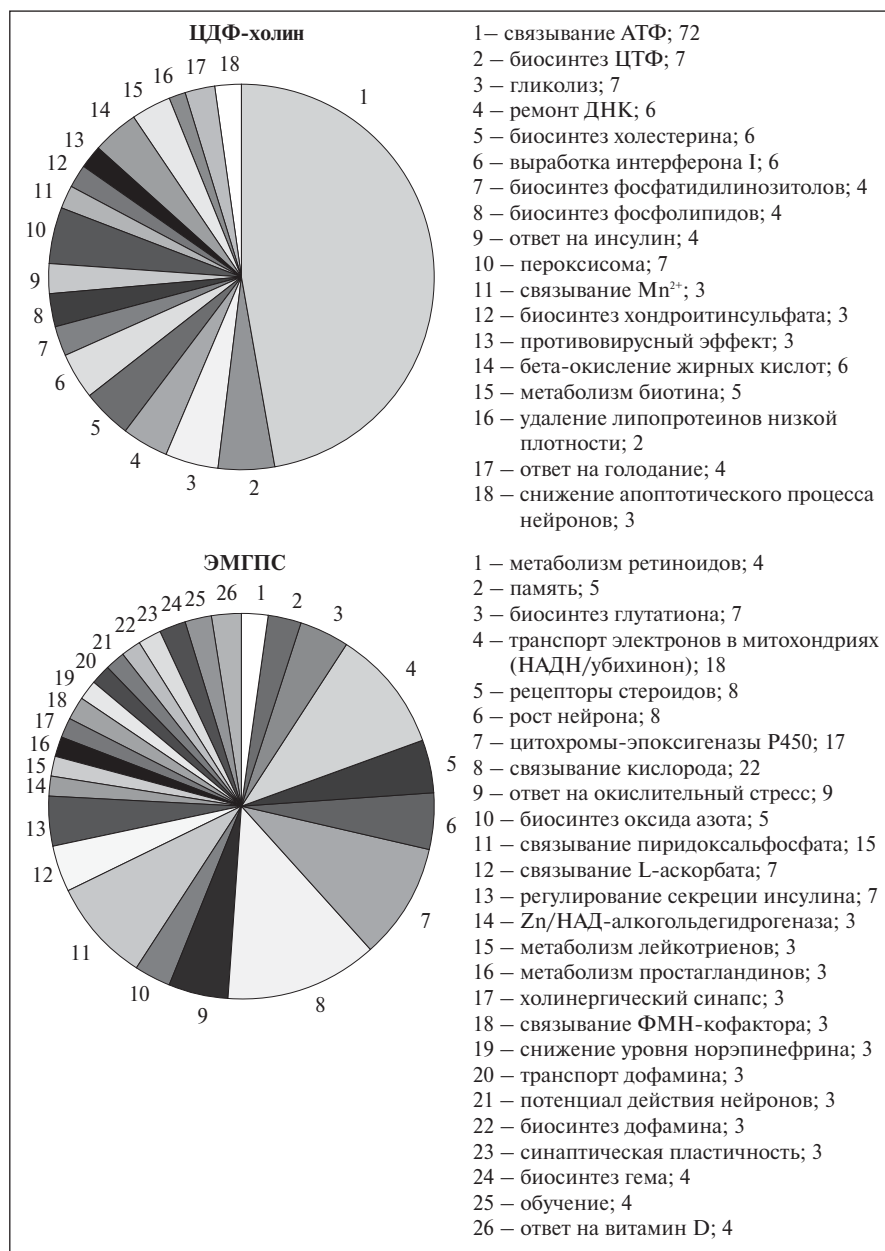 ЦДФ-холин
18
17
16
15
14
13
12
11
10
9
8
7
6
5
4
3
2
1
1– связывание АТФ; 72
2 – биосинтез ЦТФ; 7
3 – гликолиз; 7
4 – ремонт ДНК; 6
5 – биосинтез холестерина; 6
6 – выработка интерферона I; 6
7 – биосинтез фосфатидилинозитолов; 4
8 – биосинтез фосфолипидов; 4
9 – ответ на инсулин; 4
10 – пероксисома; 7
11 – связывание Mn²⁺; 3
12 – биосинтез хондроитинсульфата; 3
13 – противовирусный эффект; 3
14 – бета-окисление жирных кислот; 6
15 – метаболизм биотина; 5
16 – удаление липопротеинов низкой
плотности; 2
17 – ответ на голодание; 4
18 – снижение апоптотического процесса
нейронов; 3
ЭМГПС
26
25
24
23
22
21
20
19
18
17
16
15
14
13
12
11
10
9
8
7
6
5
4
3
2
1
1 – метаболизм ретиноидов; 4
2 – память; 5
3 – биосинтез глутатиона; 7
4 – транспорт электронов в митохондриях
(НАДН/убихинон); 18
5 – рецепторы стероидов; 8
6 – рост нейрона; 8
7 – цитохромы-эпоксигеназы Р450; 17
8 – связывание кислорода; 22
9 – ответ на окислительный стресс; 9
10 – биосинтез оксида азота; 5
11 – связывание пиридоксальфосфата; 15
12 – связывание L-аскорбата; 7
13 – регулирование секреции инсулина; 7
14 – Zn/НАД-алкогольдегидрогеназа; 3
15 – метаболизм лейкотриенов; 3
16 – метаболизм простагландинов; 3
17 – холинергический синапс; 3
18 – связывание ФМН-кофактора; 3
19 – снижение уровня норэпинефрина; 3
20 – транспорт дофамина; 3
21 – потенциал действия нейронов; 3
22 – биосинтез дофамина; 3
23 – синаптическая пластичность; 3
24 – биосинтез гема; 4
25 – обучение; 4
26 – ответ на витамин D; 4